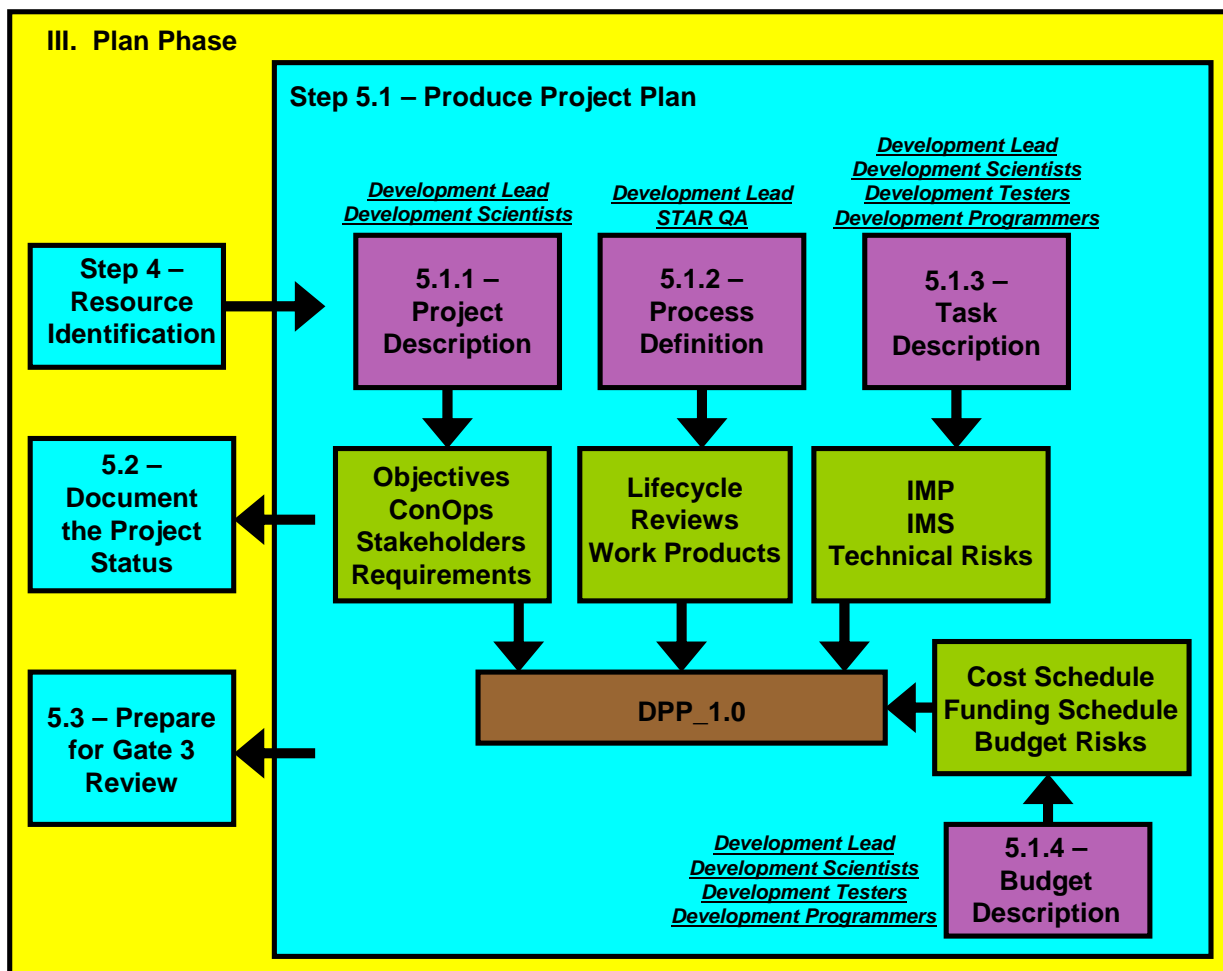 III.  Plan Phase
Step 5.1 – Produce Project Plan
Development Lead
Development Scientists
Development Lead
STAR QA
Development Lead
Development Scientists
Development Testers
Development Programmers
Step 4 –
Resource
Identification
5.1.1 –
Project
Description
5.1.2 –
Process
Definition
5.1.3 –
Task
Description
5.2 –
Document
the Project
Status
Objectives
ConOps
Stakeholders
Requirements
Lifecycle
Reviews
Work Products
IMP
IMS
Technical Risks
5.3 – Prepare
for Gate 3
Review
DPP_1.0
Cost Schedule
Funding Schedule
Budget Risks
Development Lead
Development Scientists
Development Testers
Development Programmers
5.1.4 –
Budget
Description